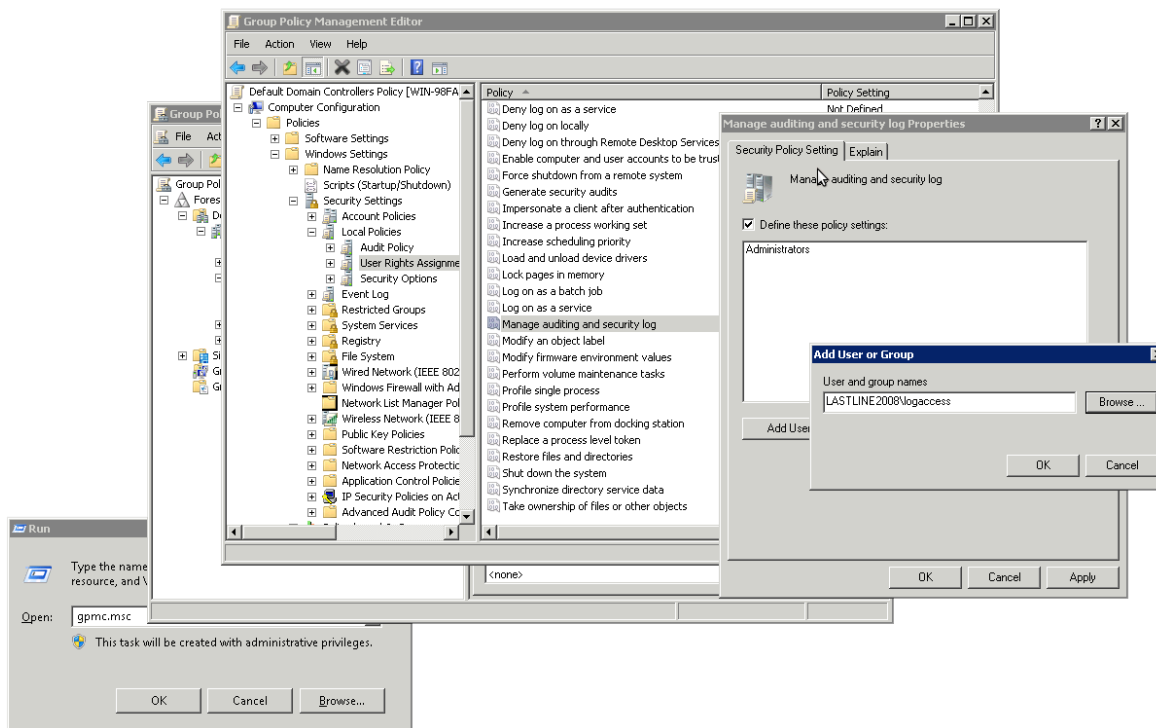 Group Policy Management Editor
File Action View Help
Default Domain Controllers Policy [WIN-98FA
Computer Configuration
Policies
Software Settings
Windows Settings
Name Resolution Policy
Scripts (Startup/Shutdown)
Security Settings
Account Policies
Local Policies
Audit Policy
User Rights Assignme
Security Options
Event Log
Restricted Groups
System Services
Registry
File System
Wired Network (IEEE 802
Windows Firewall with Ad
Network List Manager Pol
Wireless Network (IEEE 8
Public Key Policies
Software Restriction Polic
Network Access Protectic
Application Control Policie
IP Security Policies on Act
Advanced Audit Policy Co
Policy Policy Setting
Deny log on as a service Not Defined
Deny log on locally
Deny log on through Remote Desktop Services
Enable computer and user accounts to be trus
Force shutdown from a remote system
Generate security audits
Impersonate a client after authentication
Increase a process working set
Increase scheduling priority
Load and unload device drivers
Lock pages in memory
Log on as a batch job
Log on as a service
Manage auditing and security log
Modify an object label
Modify firmware environment values
Perform volume maintenance tasks
Profile single process
Profile system performance
Remove computer from docking station
Replace a process level token
Restore files and directories
Shut down the system
Synchronize directory service data
Take ownership of files or other objects
Manage auditing and security log Properties
Security Policy Setting Explain
Manage auditing and security log
Define these policy settings:
Administrators
Add User
OK Cancel Apply
Add User or Group
User and group names
LASTLINE2008\logaccess
Browse ...
OK Cancel
Group Pol
File Act
Group Pol
Fores
Do
Si
Gr
G
<none>
Run
Type the name
resource, and
Open: gpmc.msc
This task will be created with administrative privileges.
OK Cancel Browse...